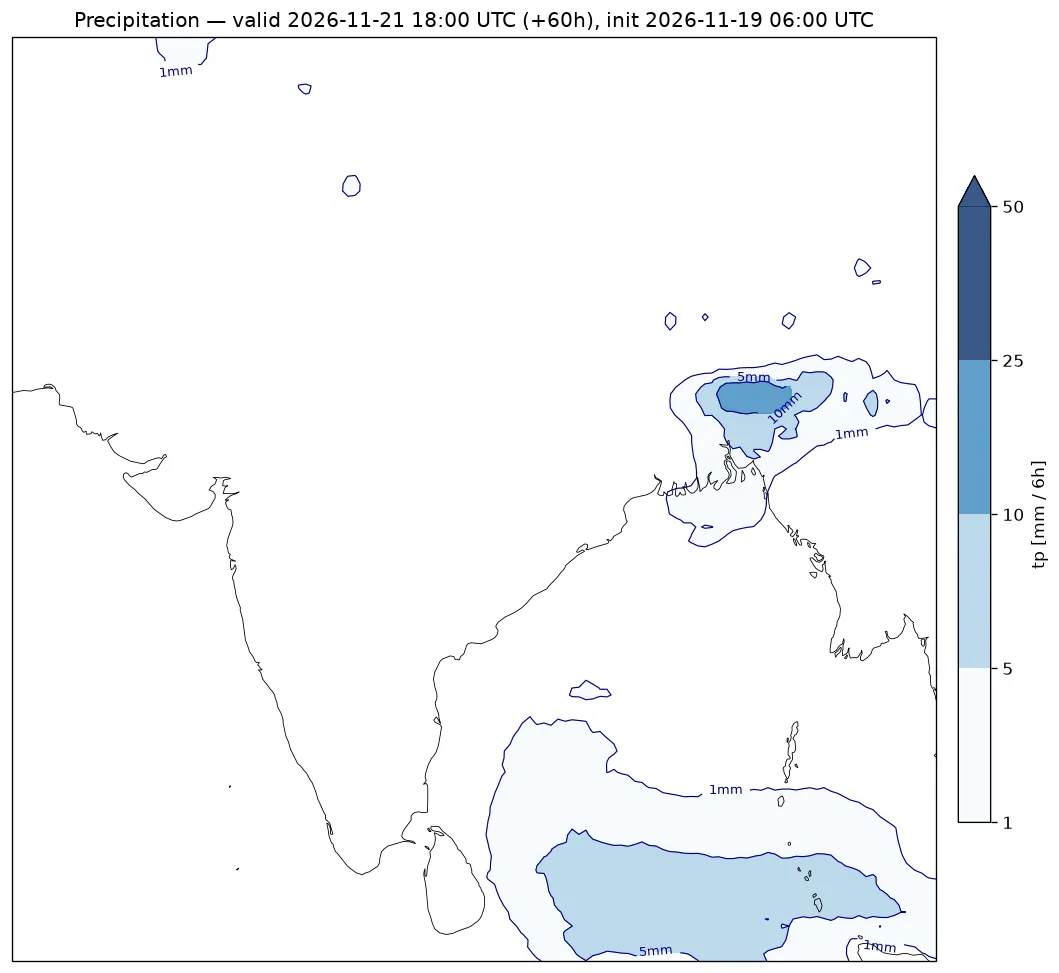 Precipitation — valid 2026-11-21 18:00 UTC (+60h), init 2026-11-19 06:00 UTC
1mm
50
25
5mm
10mm
1mm
10
tp [mm / 6h]
5
1mm
1
1mm
5mm